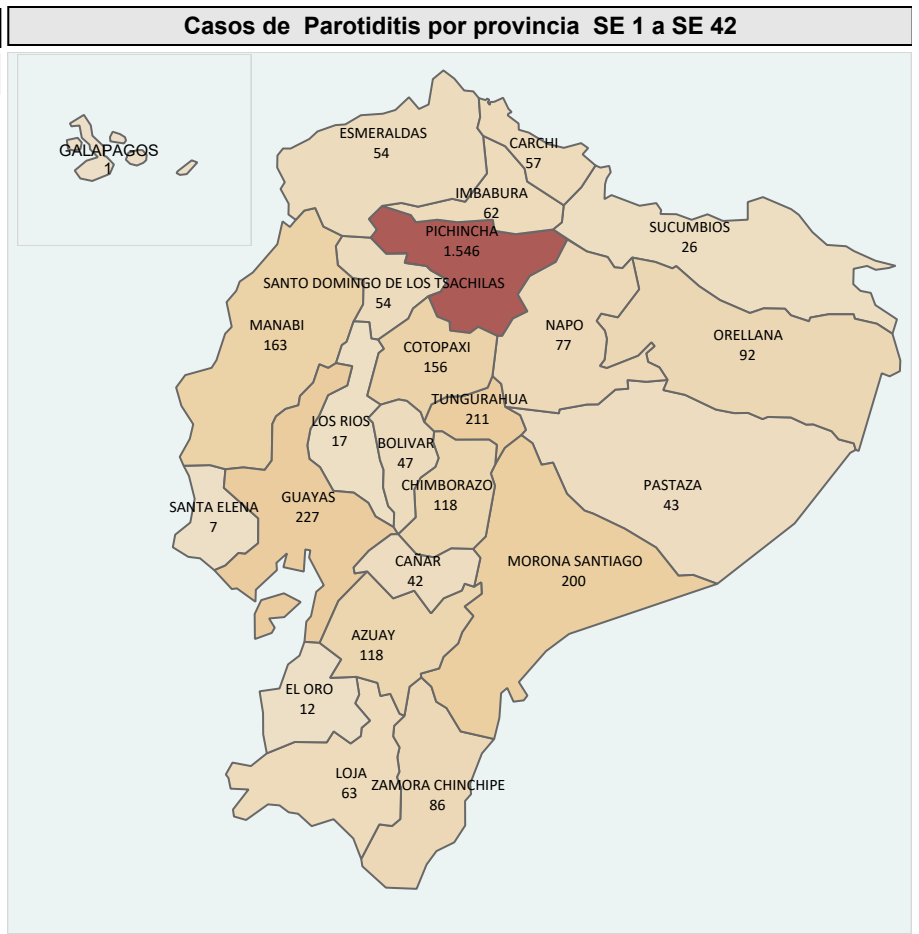 Casos de Parotiditis por provincia SE 1 a SE 42
GALAPAGOS
1
ESMERALDAS
54
CARCHI
57
IMBABURA
62
PICHINCHA
1.546
SUCUMBIOS
26
SANTO DOMINGO DE LOS TSACHILAS
54
MANABI
163
COTOPAXI
156
NAPO
77
ORELLANA
92
TUNGURAHUA
211
LOS RIOS
17
BOLIVAR
47
CHIMBORAZO
118
PASTAZA
43
SANTA ELENA
7
GUAYAS
227
CAÑAR
42
MORONA SANTIAGO
200
AZUAY
118
EL ORO
12
LOJA
63
ZAMORA CHINCHIPE
86